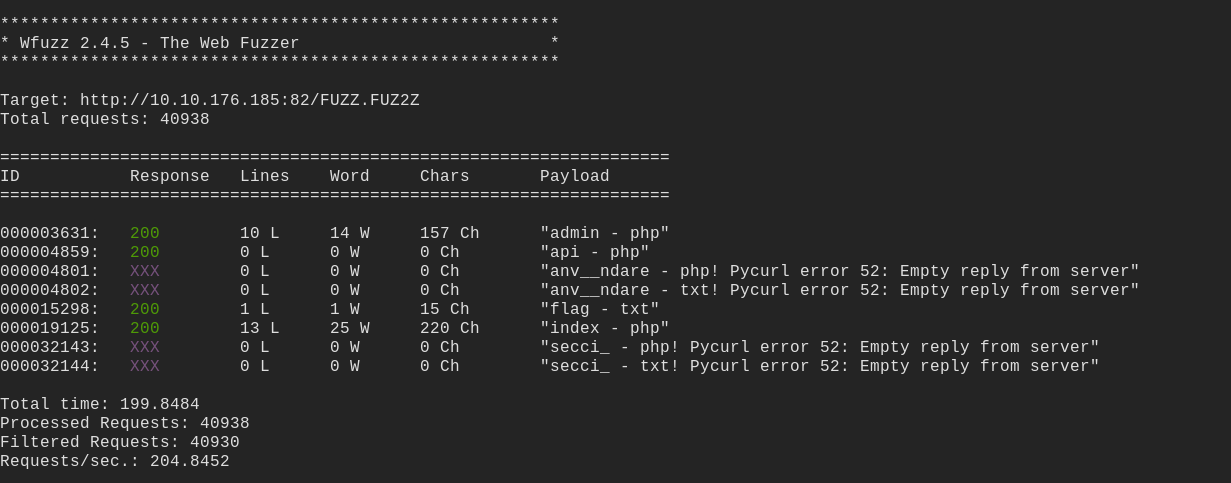 ********************************************************
* Wfuzz 2.4.5 - The Web Fuzzer                         *
********************************************************
Target: http://10.10.176.185:82/FUZZ.FUZ2Z
Total requests: 40938
===================================================================
ID           Response   Lines    Word     Chars       Payload
===================================================================
000003631:   200        10 L     14 W     157 Ch      "admin - php"
000004859:   200        0 L      0 W      0 Ch        "api - php"
000004801:   XXX        0 L      0 W      0 Ch        "anv__ndare - php! Pycurl error 52: Empty reply from server"
000004802:   XXX        0 L      0 W      0 Ch        "anv__ndare - txt! Pycurl error 52: Empty reply from server"
000015298:   200        1 L      1 W      15 Ch       "flag - txt"
000019125:   200        13 L     25 W     220 Ch      "index - php"
000032143:   XXX        0 L      0 W      0 Ch        "secci_ - php! Pycurl error 52: Empty reply from server"
000032144:   XXX        0 L      0 W      0 Ch        "secci_ - txt! Pycurl error 52: Empty reply from server"
Total time: 199.8484
Processed Requests: 40938
Filtered Requests: 40930
Requests/sec.: 204.8452